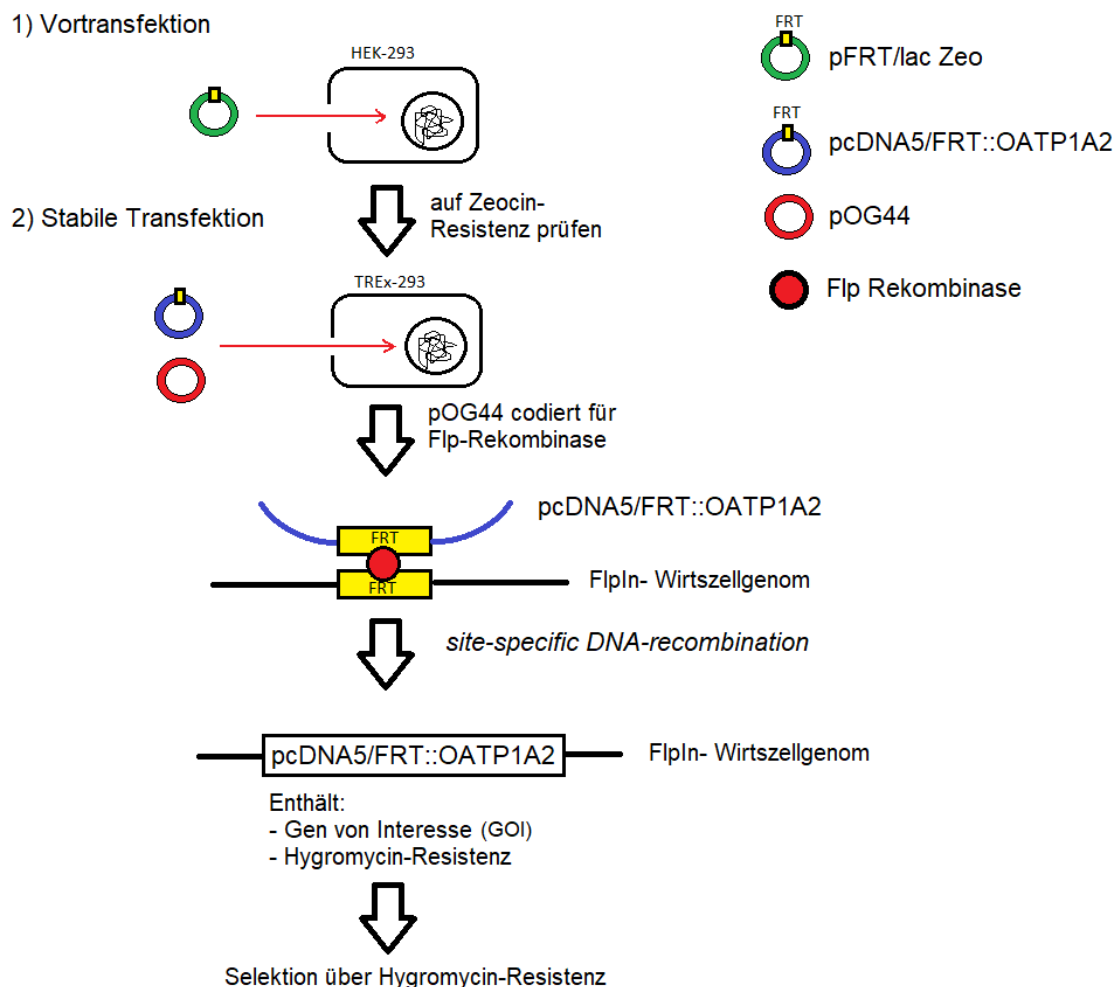 1) Vortransfektion
HEK-293
FRT
pFRT/lac Zeo
FRT
pcDNA5/FRT::OATP1A2
pOG44
Flp Rekombinase
auf Zeocin-
Resistenz prüfen
2) Stabile Transfektion
TREx-293
pOG44 codiert für
Flp-Rekombinase
pcDNA5/FRT::OATP1A2
FRT
FRT
FlpIn- Wirtszellgenom
site-specific DNA-recombination
pcDNA5/FRT::OATP1A2
FlpIn- Wirtszellgenom
Enthält:
- Gen von Interesse (GOI)
- Hygromycin-Resistenz
Selektion über Hygromycin-Resistenz